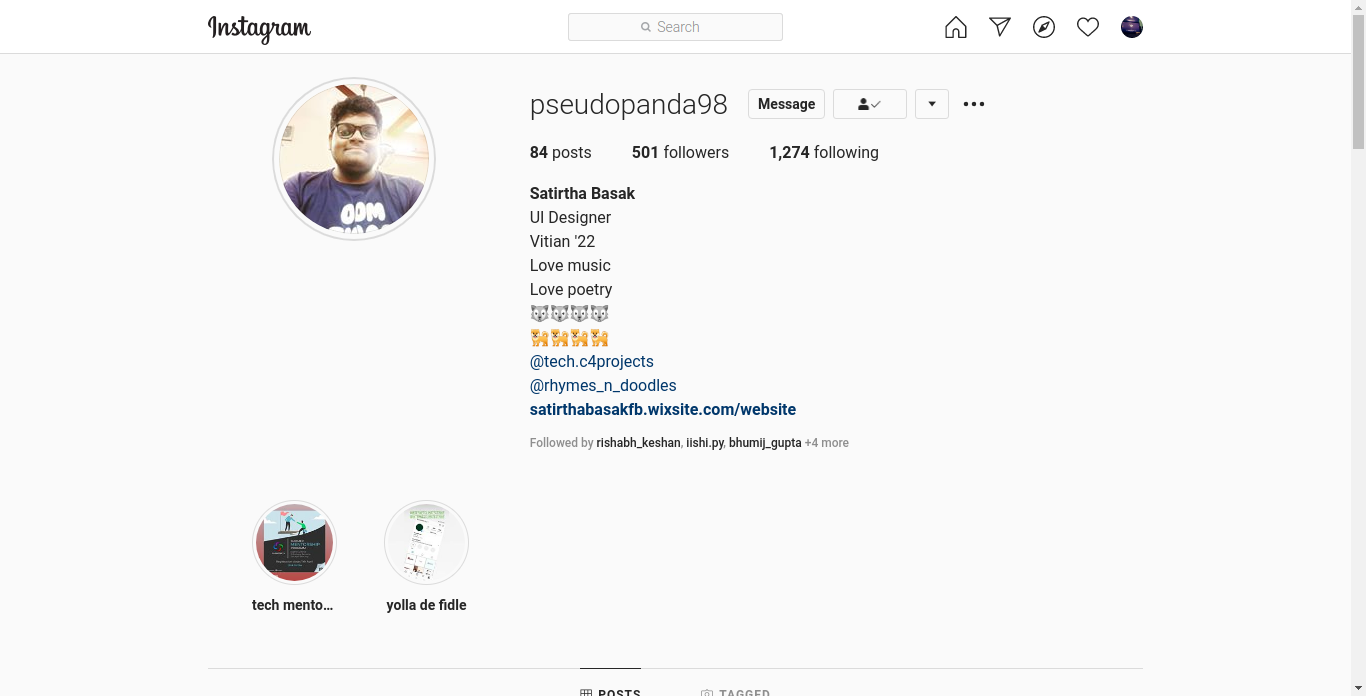 Instagram
Search
pseudopanda98 Message
84 posts 501 followers 1,274 following
Satirtha Basak
UI Designer
Vitian '22
Love music
Love poetry
🐺🐺🐺🐺
🐕🐕🐕🐕
@tech.c4projects
@rhymes_n_doodles
satirthabasakfb.wixsite.com/website
Followed by rishabh_keshan, iishi.py, bhumij_gupta +4 more
tech mento... yolla de fidle
POSTS TAGGED